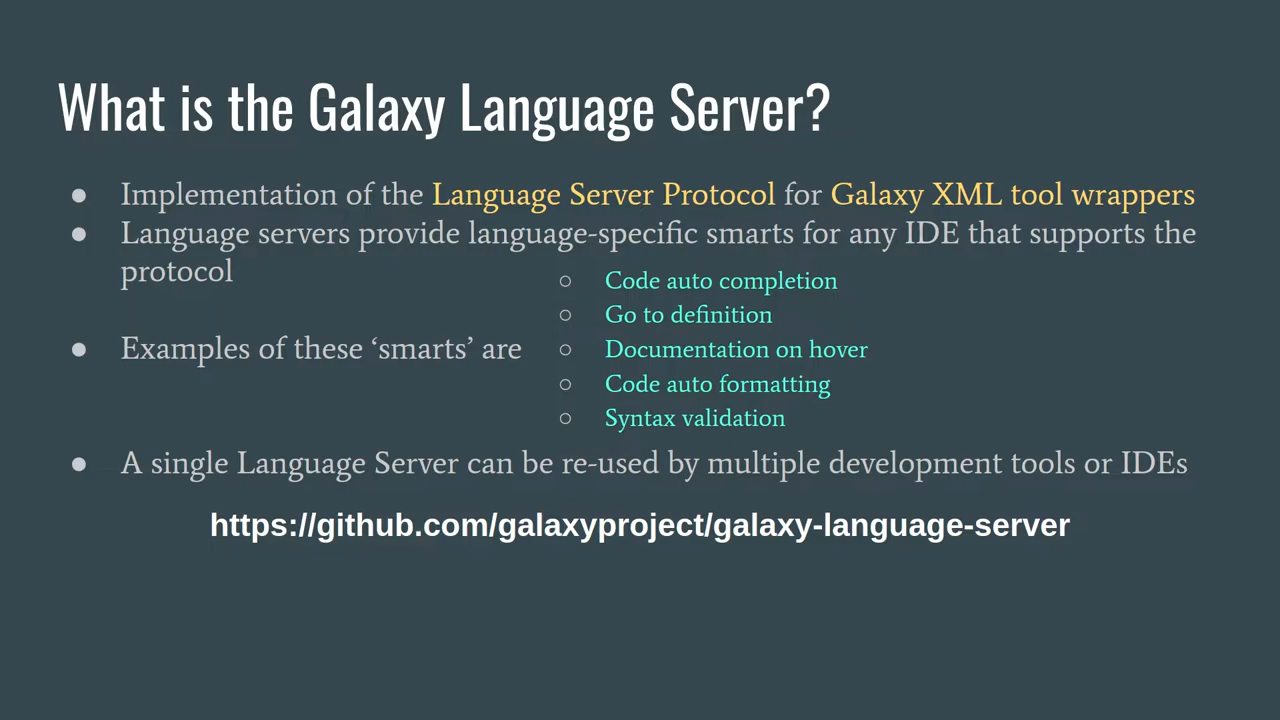 What is the Galaxy Language Server?
● Implementation of the Language Server Protocol for Galaxy XML tool wrappers
● Language servers provide language-specific smarts for any IDE that supports the
protocol
● Examples of these ‘smarts’ are
○ Code auto completion
○ Go to definition
○ Documentation on hover
○ Code auto formatting
○ Syntax validation
● A single Language Server can be re-used by multiple development tools or IDEs
https://github.com/galaxyproject/galaxy-language-server